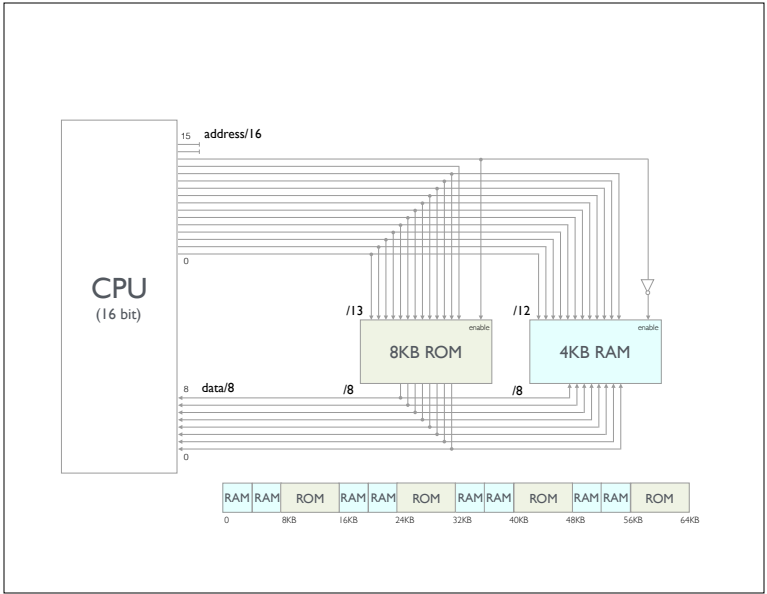 15 address/16
0
CPU
(16 bit)
/13 /12
enable enable
8KB ROM 4KB RAM
8 data/8 /8 /8
0
RAM RAM ROM RAM RAM ROM RAM RAM ROM RAM RAM ROM
0 8KB 16KB 24KB 32KB 40KB 48KB 56KB 64KB